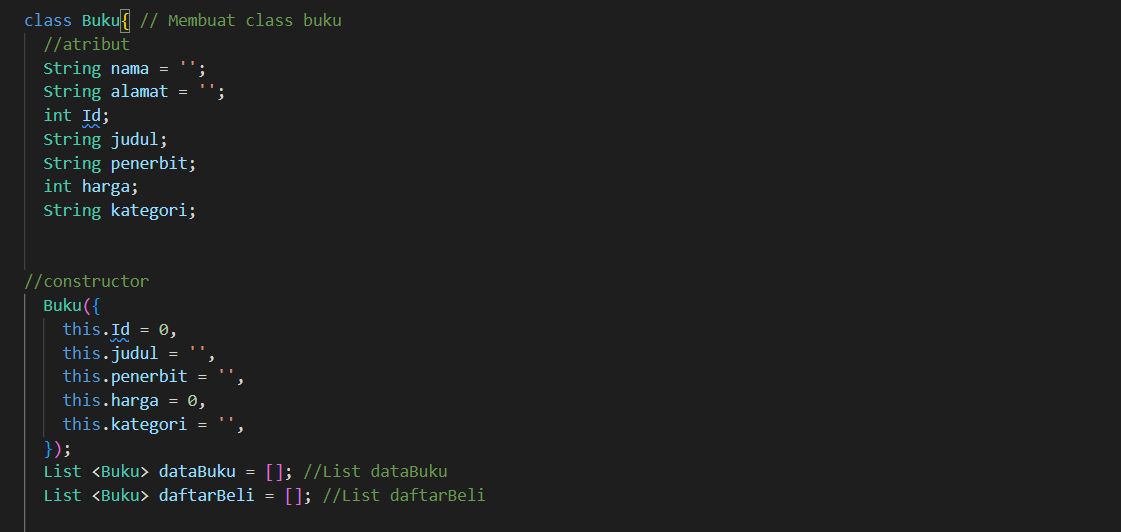 class Buku{ // Membuat class buku
//atribut
String nama = '';
String alamat = '';
int Id;
String judul;
String penerbit;
int harga;
String kategori;
//constructor
Buku({
this.Id = 0,
this.judul = '',
this.penerbit = '',
this.harga = 0,
this.kategori = '',
});
List <Buku> dataBuku = []; //List dataBuku
List <Buku> daftarBeli = []; //List daftarBeli